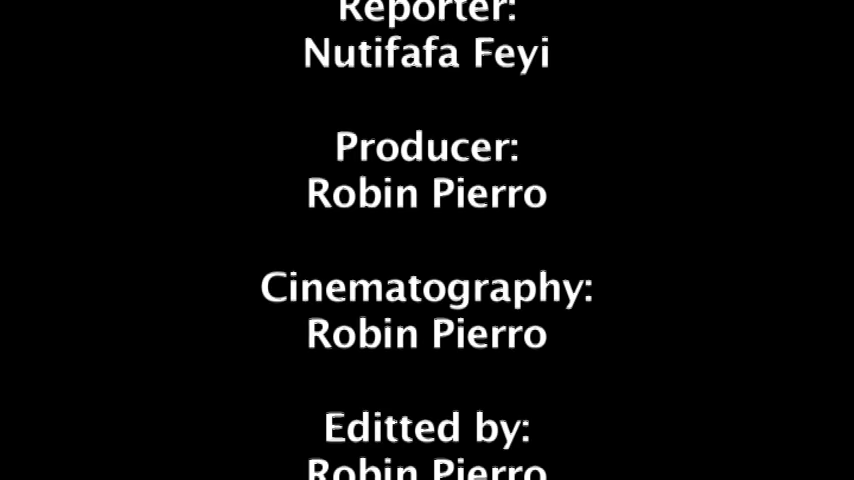 Reporter:
Nutifafa Feyi
Producer:
Robin Pierro
Cinematography:
Robin Pierro
Editted by:
Robin Pierro